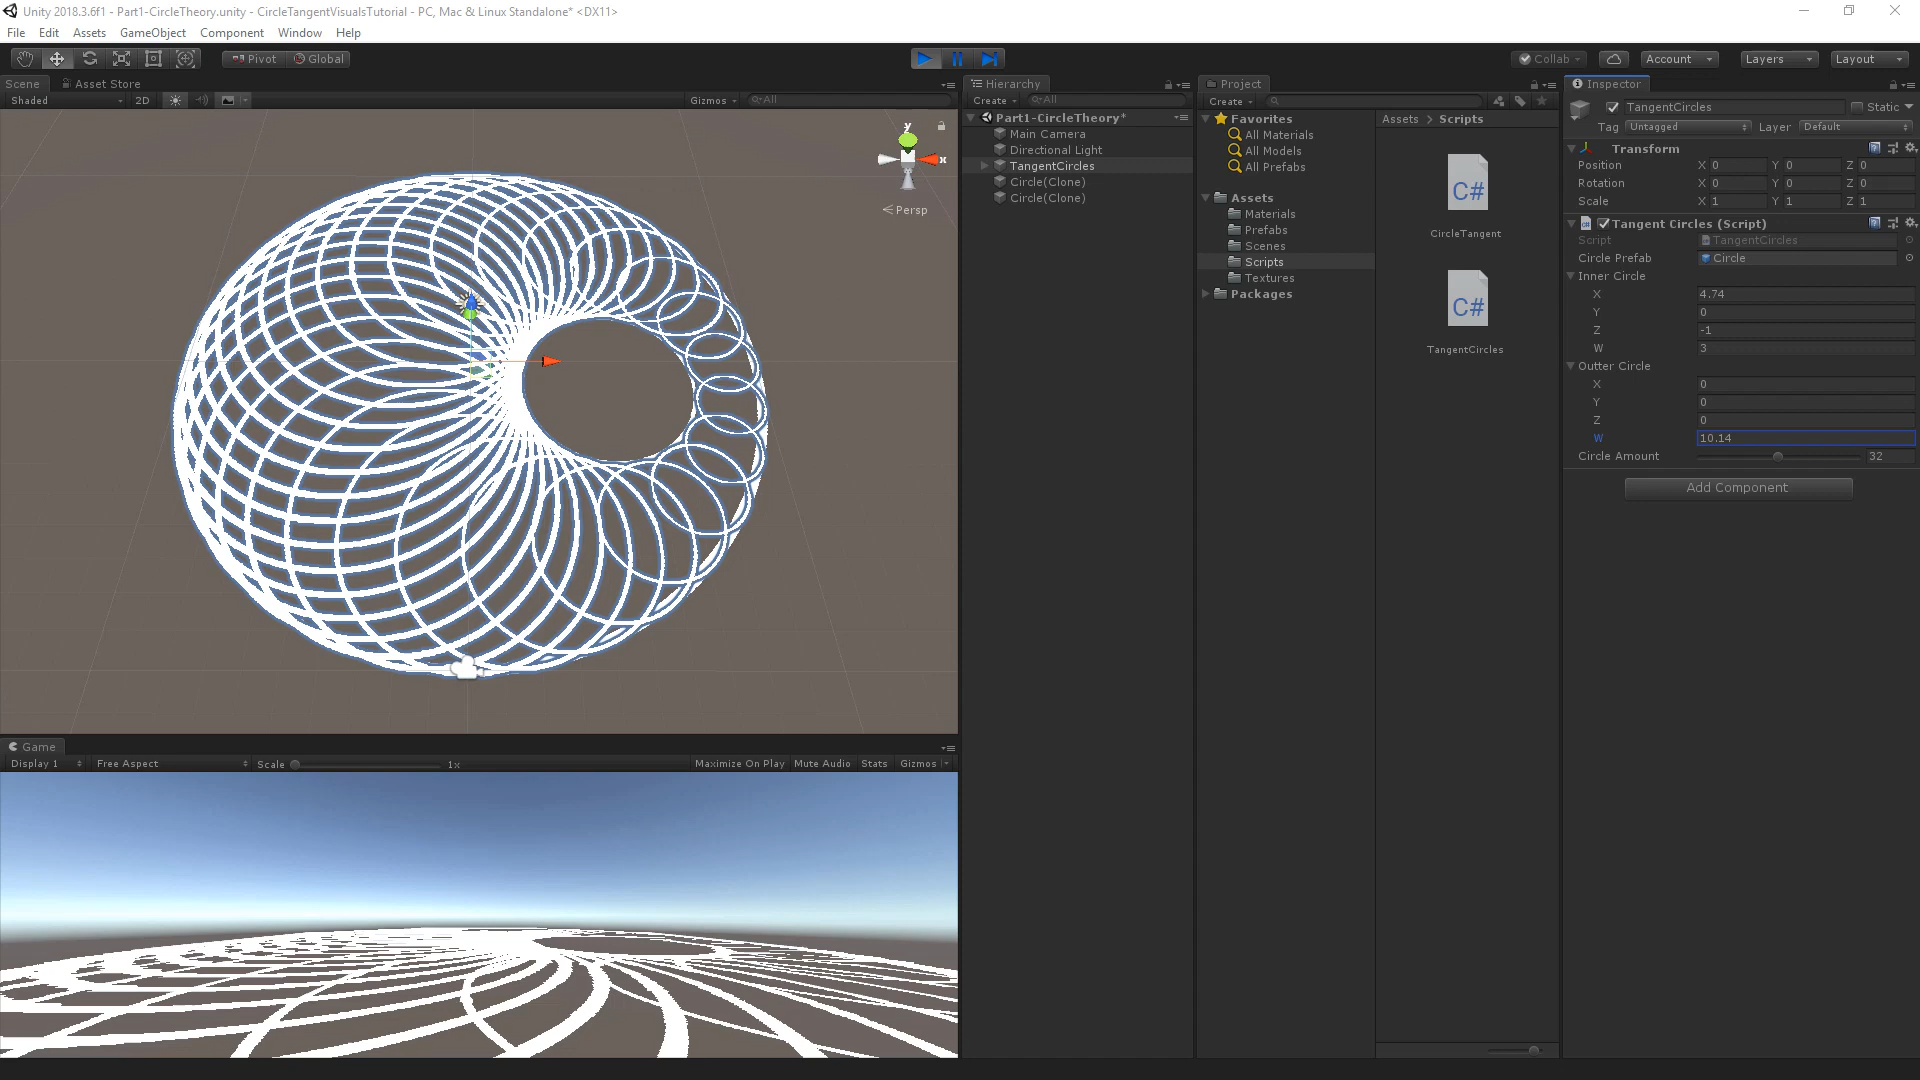 Unity 2018.3.6f1 - Part1-CircleTheory.unity - CircleTangentVisualsTutorial - PC, Mac & Linux Standalone* <DX11>
File Edit Assets GameObject Component Window Help
Pivot Global Collab Account Layers Layout
Scene Asset Store
Shaded 2D Gizmos All
y
x
Persp
Game
Display 1 Free Aspect Scale 1x Maximize On Play Mute Audio Stats Gizmos
Hierarchy
Create All
Part1-CircleTheory*
Main Camera
Directional Light
TangentCircles
Circle(Clone)
Circle(Clone)
Project
Create
Favorites
All Materials
All Models
All Prefabs
Assets
Materials
Prefabs
Scenes
Scripts
Textures
Packages
Assets Scripts
C#
CircleTangent
C#
TangentCircles
Inspector
TangentCircles Static
Tag Untagged Layer Default
Transform
Position X 0 Y 0 Z 0
Rotation X 0 Y 0 Z 0
Scale X 1 Y 1 Z 1
Tangent Circles (Script)
Script TangentCircles
Circle Prefab Circle
Inner Circle
X 4.74
Y 0
Z -1
W 3
Outter Circle
X 0
Y 0
Z 0
W 10.14
Circle Amount 32
Add Component